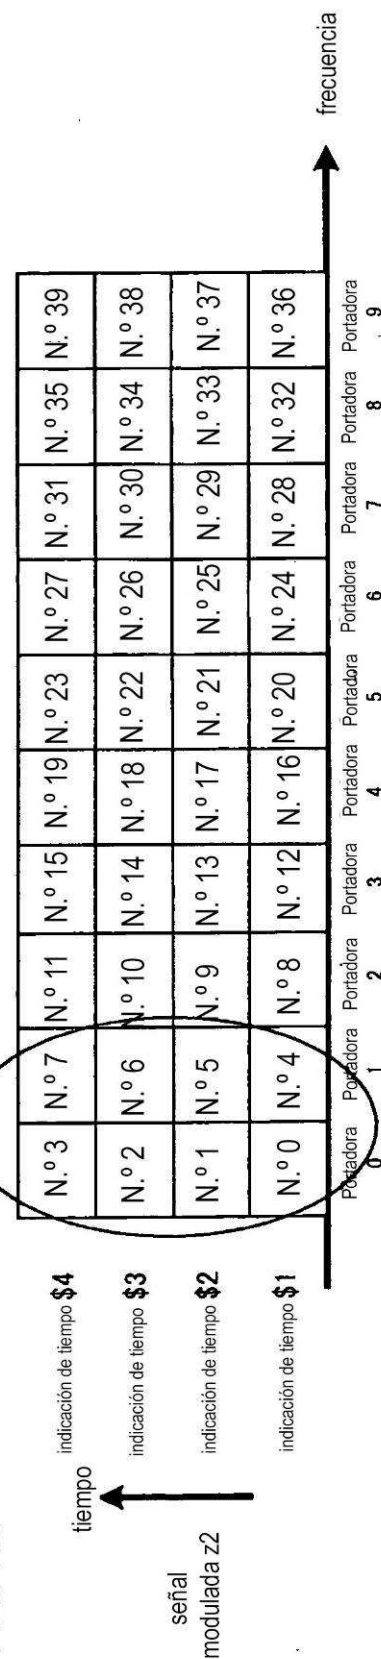 tiempo
señal
modulada z2
indicación de tiempo $4
N.º 3 N.º 7 N.º 11 N.º 15 N.º 19 N.º 23 N.º 27 N.º 31 N.º 35 N.º 39
indicación de tiempo $3
N.º 2 N.º 6 N.º 10 N.º 14 N.º 18 N.º 22 N.º 26 N.º 30 N.º 34 N.º 38
indicación de tiempo $2
N.º 1 N.º 5 N.º 9 N.º 13 N.º 17 N.º 21 N.º 25 N.º 29 N.º 33 N.º 37
indicación de tiempo $1
N.º 0 N.º 4 N.º 8 N.º 12 N.º 16 N.º 20 N.º 24 N.º 28 N.º 32 N.º 36
frecuencia
Portadora Portadora Portadora Portadora Portadora Portadora Portadora Portadora Portadora Portadora
0 1 2 3 4 5 6 7 8 9